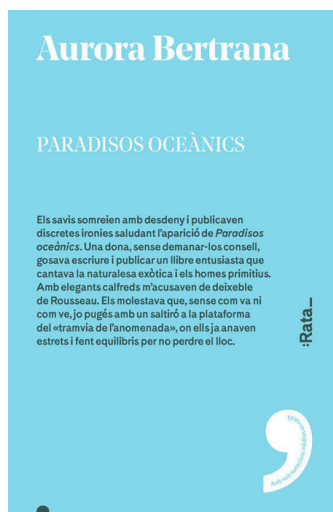 Aurora Bertrana
PARADISOS OCEÀNICS
Els savis somreien amb desdeny i publicaven
discretes ironies saludant l'aparició de Paradisos
oceànics. Una dona, sense demanar-los consell,
gosava escriure i publicar un llibre entusiasta que
cantava la naturalesa exòtica i els homes primitius.
Amb elegants calfreds m'acusaven de deixeble
de Rousseau. Els molestava que, sense com va ni
com ve, jo pugés amb un saltiró a la plataforma
del «tramvia de l'anomenada», on ells ja anaven
estrets i fent equilibris per no perdre el lloc.
:Rata_